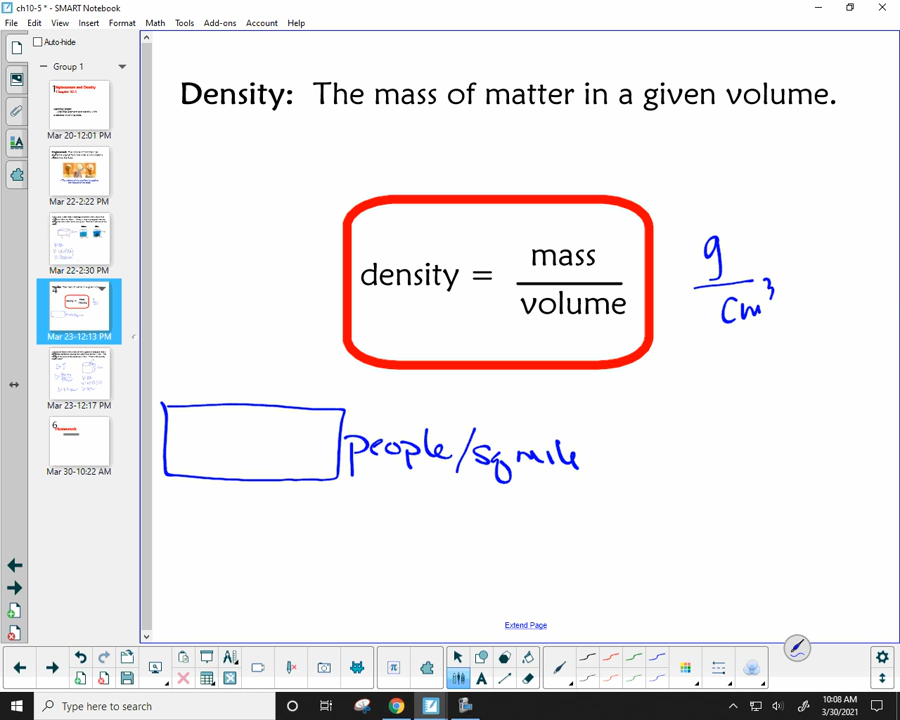 ch10-5 * - SMART Notebook
File Edit View Insert Format Math Tools Add-ons Account Help
Auto-hide
Group 1
Mar 20-12:01 PM
Mar 22-2:22 PM
Mar 22-2:30 PM
Mar 23-12:13 PM
Mar 23-12:17 PM
Homework
Mar 30-10:22 AM
Density: The mass of matter in a given volume.
density = mass
volume
g
cm³
people/sq mile
Extend Page
Type here to search
10:08 AM
3/30/2021